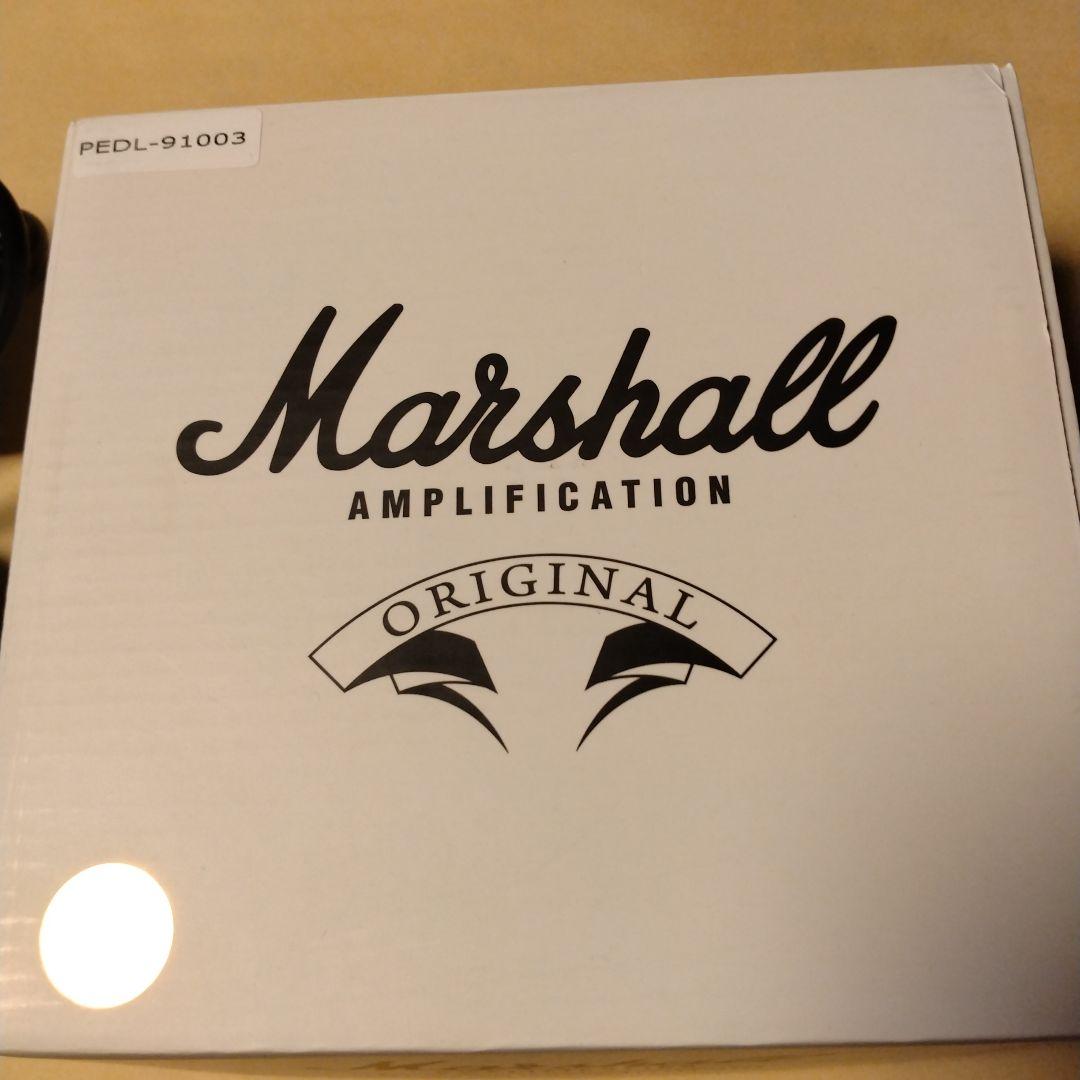 PEDL-91003
Marshall
AMPLIFICATION
ORIGINAL